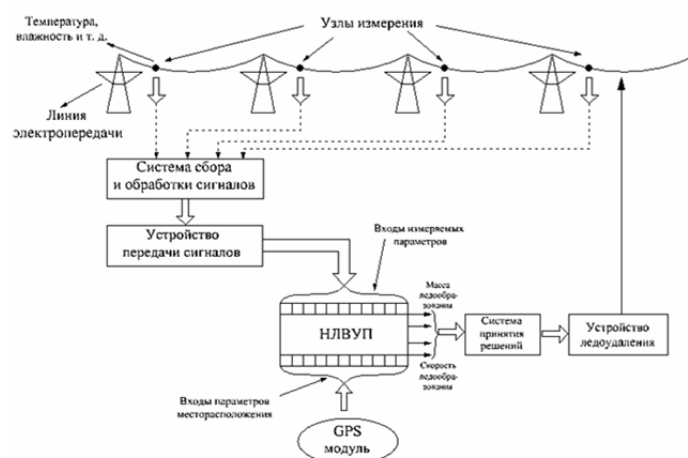 Температура,
влажность и т. д.
Узлы измерения
Линия
электропередачи
Система сбора
и обработки сигналов
Устройство
передачи сигналов
Входы измеряемых
параметров
Масса
ледообра-
зования
НЛВУП
Система
принятия
решений
Устройство
ледоудаления
Скорость
ледообра-
зования
Входы параметров
месторасположения
GPS
модуль